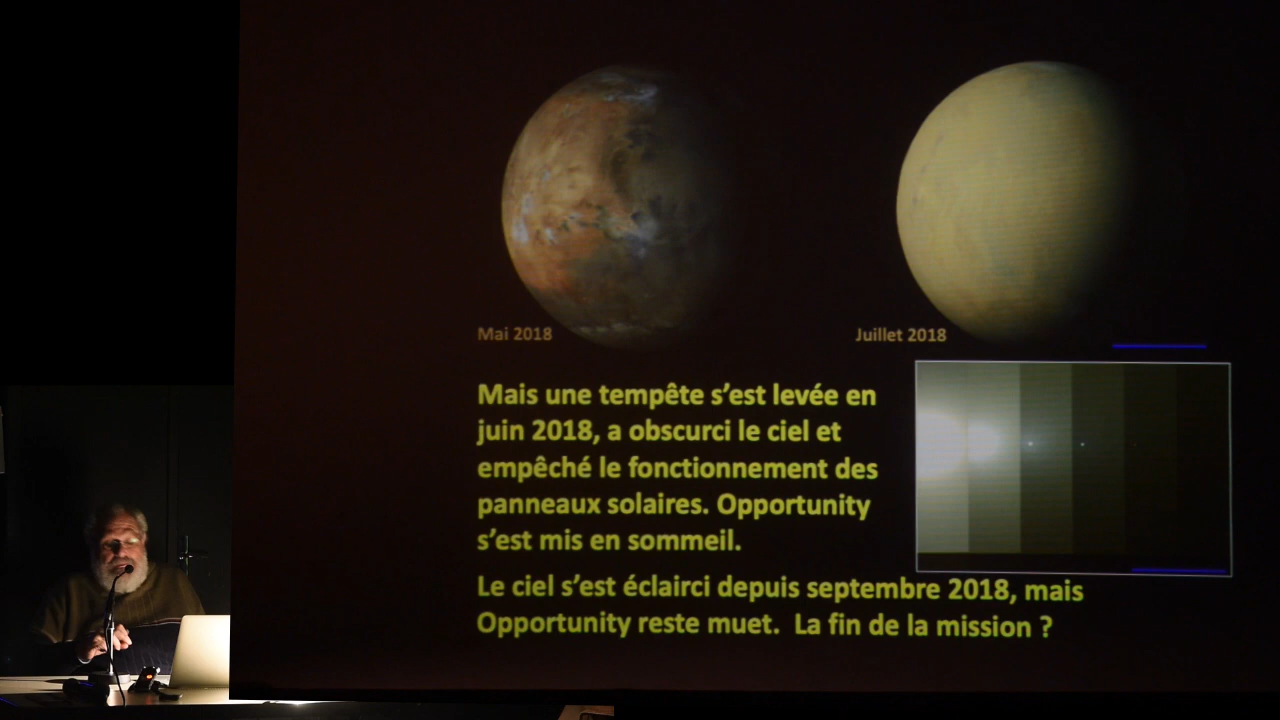 Mai 2018
Juillet 2018
Mais une tempête s’est levée en
juin 2018, a obscurci le ciel et
empêché le fonctionnement des
panneaux solaires. Opportunity
s’est mis en sommeil.
Le ciel s’est éclairci depuis septembre 2018, mais
Opportunity reste muet.  La fin de la mission ?